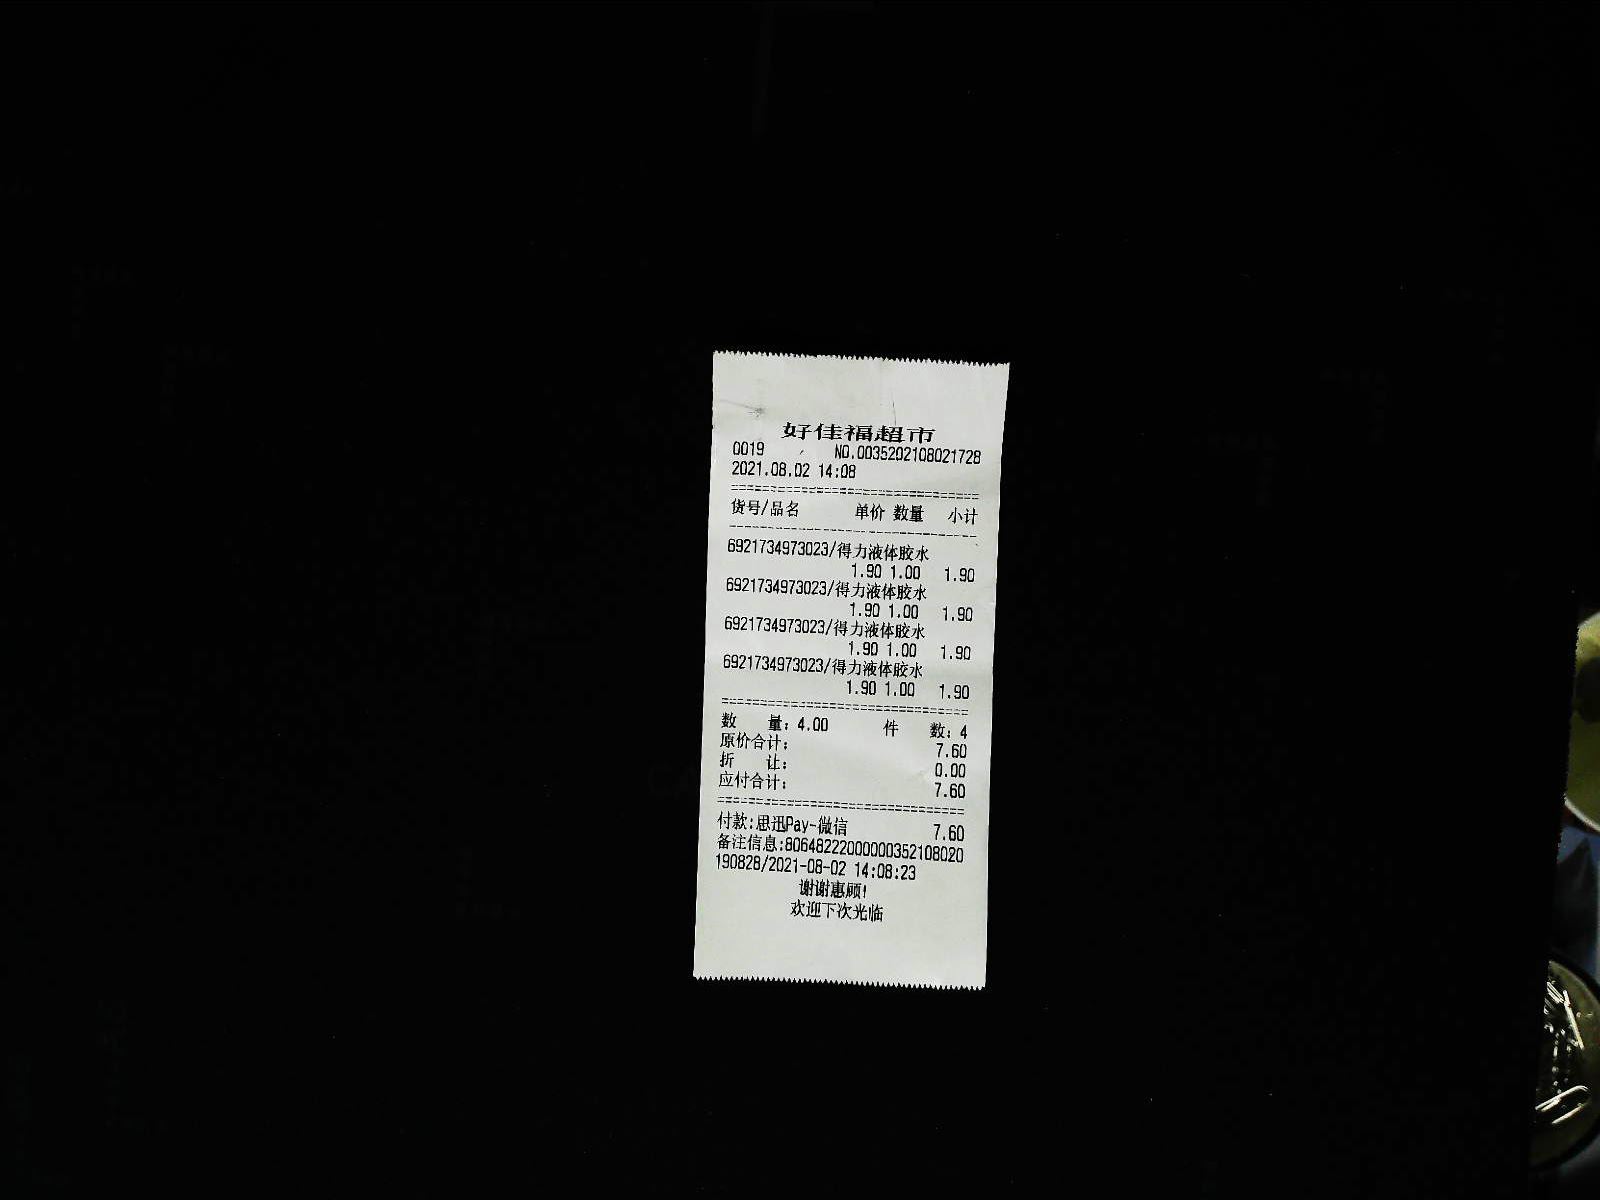 好佳福超市
0019 NO.0035202108021728
2021.08.02 14:08
货号/品名 单价 数量 小计
6921734973023/得力液体胶水
1.90 1.00 1.90
6921734973023/得力液体胶水
1.90 1.00 1.90
6921734973023/得力液体胶水
1.90 1.00 1.90
6921734973023/得力液体胶水
1.90 1.00 1.90
数 量: 4.00 件 数: 4
原价合计: 7.60
折 让: 0.00
应付合计: 7.60
付款:思迅Pay-微信 7.60
备注信息:80648222000000352108020
190828/2021-08-02 14:08:23
谢谢惠顾!
欢迎下次光临